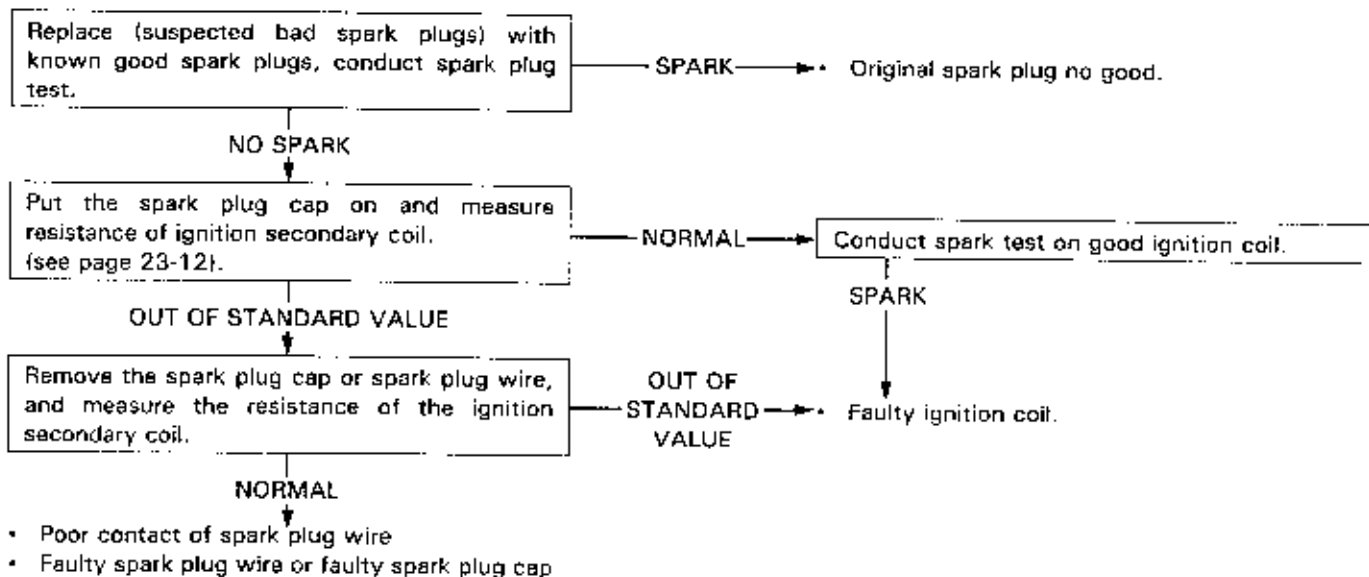 Replace (suspected bad spark plugs) with
known good spark plugs, conduct spark plug
test.
SPARK
• Original spark plug no good.
NO SPARK
Put the spark plug cap on and measure
resistance of ignition secondary coil.
(see page 23-12).
NORMAL
Conduct spark test on good ignition coil.
SPARK
OUT OF STANDARD VALUE
Remove the spark plug cap or spark plug wire,
and measure the resistance of the ignition
secondary coil.
OUT OF
STANDARD
VALUE
• Faulty ignition coil.
NORMAL
• Poor contact of spark plug wire
• Faulty spark plug wire or faulty spark plug cap